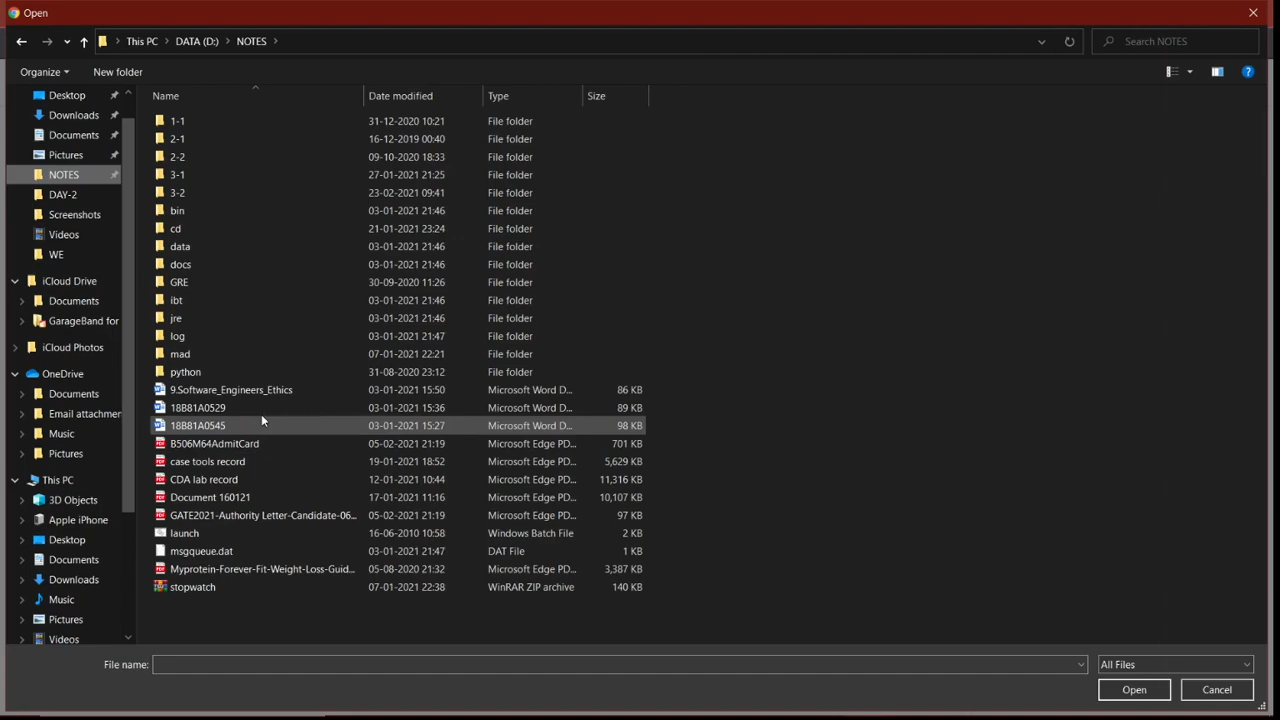 Open
This PC > DATA (D:) > NOTES >
Search NOTES
Organize
New folder
Name
Date modified
Type
Size
Desktop
Downloads
Documents
Pictures
NOTES
DAY-2
Screenshots
Videos
WE
iCloud Drive
Documents
GarageBand for
iCloud Photos
OneDrive
Documents
Email attachmen
Music
Pictures
This PC
3D Objects
Apple iPhone
Desktop
Documents
Downloads
Music
Pictures
Videos
1-1 31-12-2020 10:21 File folder
2-1 16-12-2019 00:40 File folder
2-2 09-10-2020 18:33 File folder
3-1 27-01-2021 21:25 File folder
3-2 23-02-2021 09:41 File folder
bin 03-01-2021 21:46 File folder
cd 21-01-2021 23:24 File folder
data 03-01-2021 21:46 File folder
docs 03-01-2021 21:46 File folder
GRE 30-09-2020 11:26 File folder
ibt 03-01-2021 21:46 File folder
jre 03-01-2021 21:46 File folder
log 03-01-2021 21:47 File folder
mad 07-01-2021 22:21 File folder
python 31-08-2020 23:12 File folder
9.Software_Engineers_Ethics 03-01-2021 15:50 Microsoft Word D... 86 KB
18B81A0529 03-01-2021 15:36 Microsoft Word D... 89 KB
18B81A0545 03-01-2021 15:27 Microsoft Word D... 98 KB
B506M64AdmitCard 05-02-2021 21:19 Microsoft Edge PD... 701 KB
case tools record 19-01-2021 18:52 Microsoft Edge PD... 5,629 KB
CDA lab record 12-01-2021 10:44 Microsoft Edge PD... 11,316 KB
Document 160121 17-01-2021 11:16 Microsoft Edge PD... 10,107 KB
GATE2021-Authority Letter-Candidate-06... 05-02-2021 21:19 Microsoft Edge PD... 97 KB
launch 16-06-2010 10:58 Windows Batch File 2 KB
msgqueue.dat 03-01-2021 21:47 DAT File 1 KB
Myprotein-Forever-Fit-Weight-Loss-Guid... 05-08-2020 21:32 Microsoft Edge PD... 3,387 KB
stopwatch 07-01-2021 22:38 WinRAR ZIP archive 140 KB
File name:
All Files
Open
Cancel